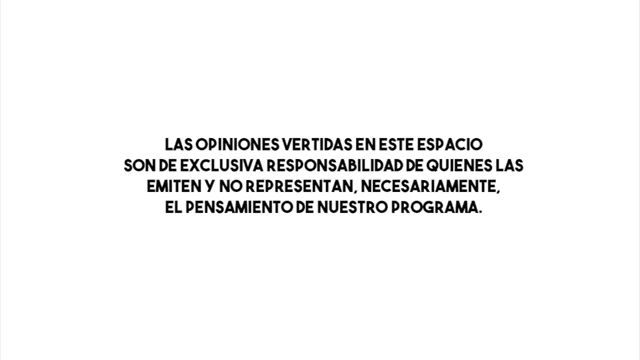 LAS OPINIONES VERTIDAS EN ESTE ESPACIO
SON DE EXCLUSIVA RESPONSABILIDAD DE QUIENES LAS
EMITEN Y NO REPRESENTAN, NECESARIAMENTE,
EL PENSAMIENTO DE NUESTRO PROGRAMA.